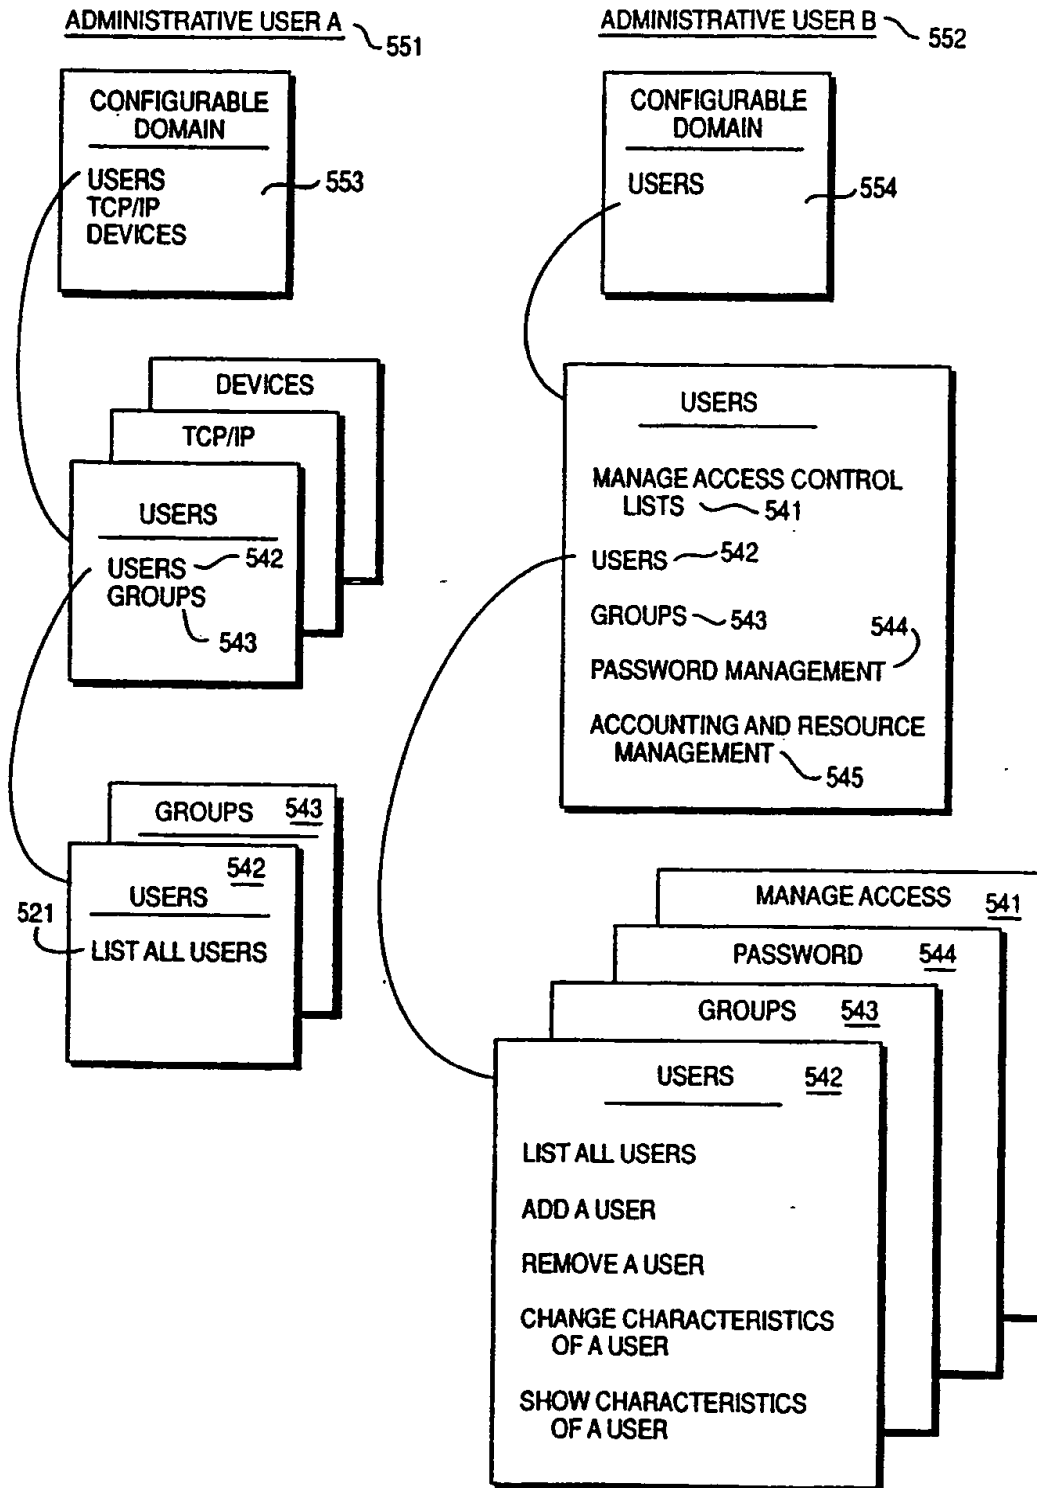 ADMINISTRATIVE USER A 551
CONFIGURABLE
DOMAIN
USERS
TCP/IP
DEVICES
553
DEVICES
TCP/IP
USERS
USERS 542
GROUPS
543
GROUPS 543
542
USERS
521
LIST ALL USERS
ADMINISTRATIVE USER B 552
CONFIGURABLE
DOMAIN
USERS
554
USERS
MANAGE ACCESS CONTROL
LISTS 541
USERS 542
GROUPS 543
544
PASSWORD MANAGEMENT
ACCOUNTING AND RESOURCE
MANAGEMENT 545
MANAGE ACCESS 541
PASSWORD 544
GROUPS 543
USERS 542
LIST ALL USERS
ADD A USER
REMOVE A USER
CHANGE CHARACTERISTICS
OF A USER
SHOW CHARACTERISTICS
OF A USER